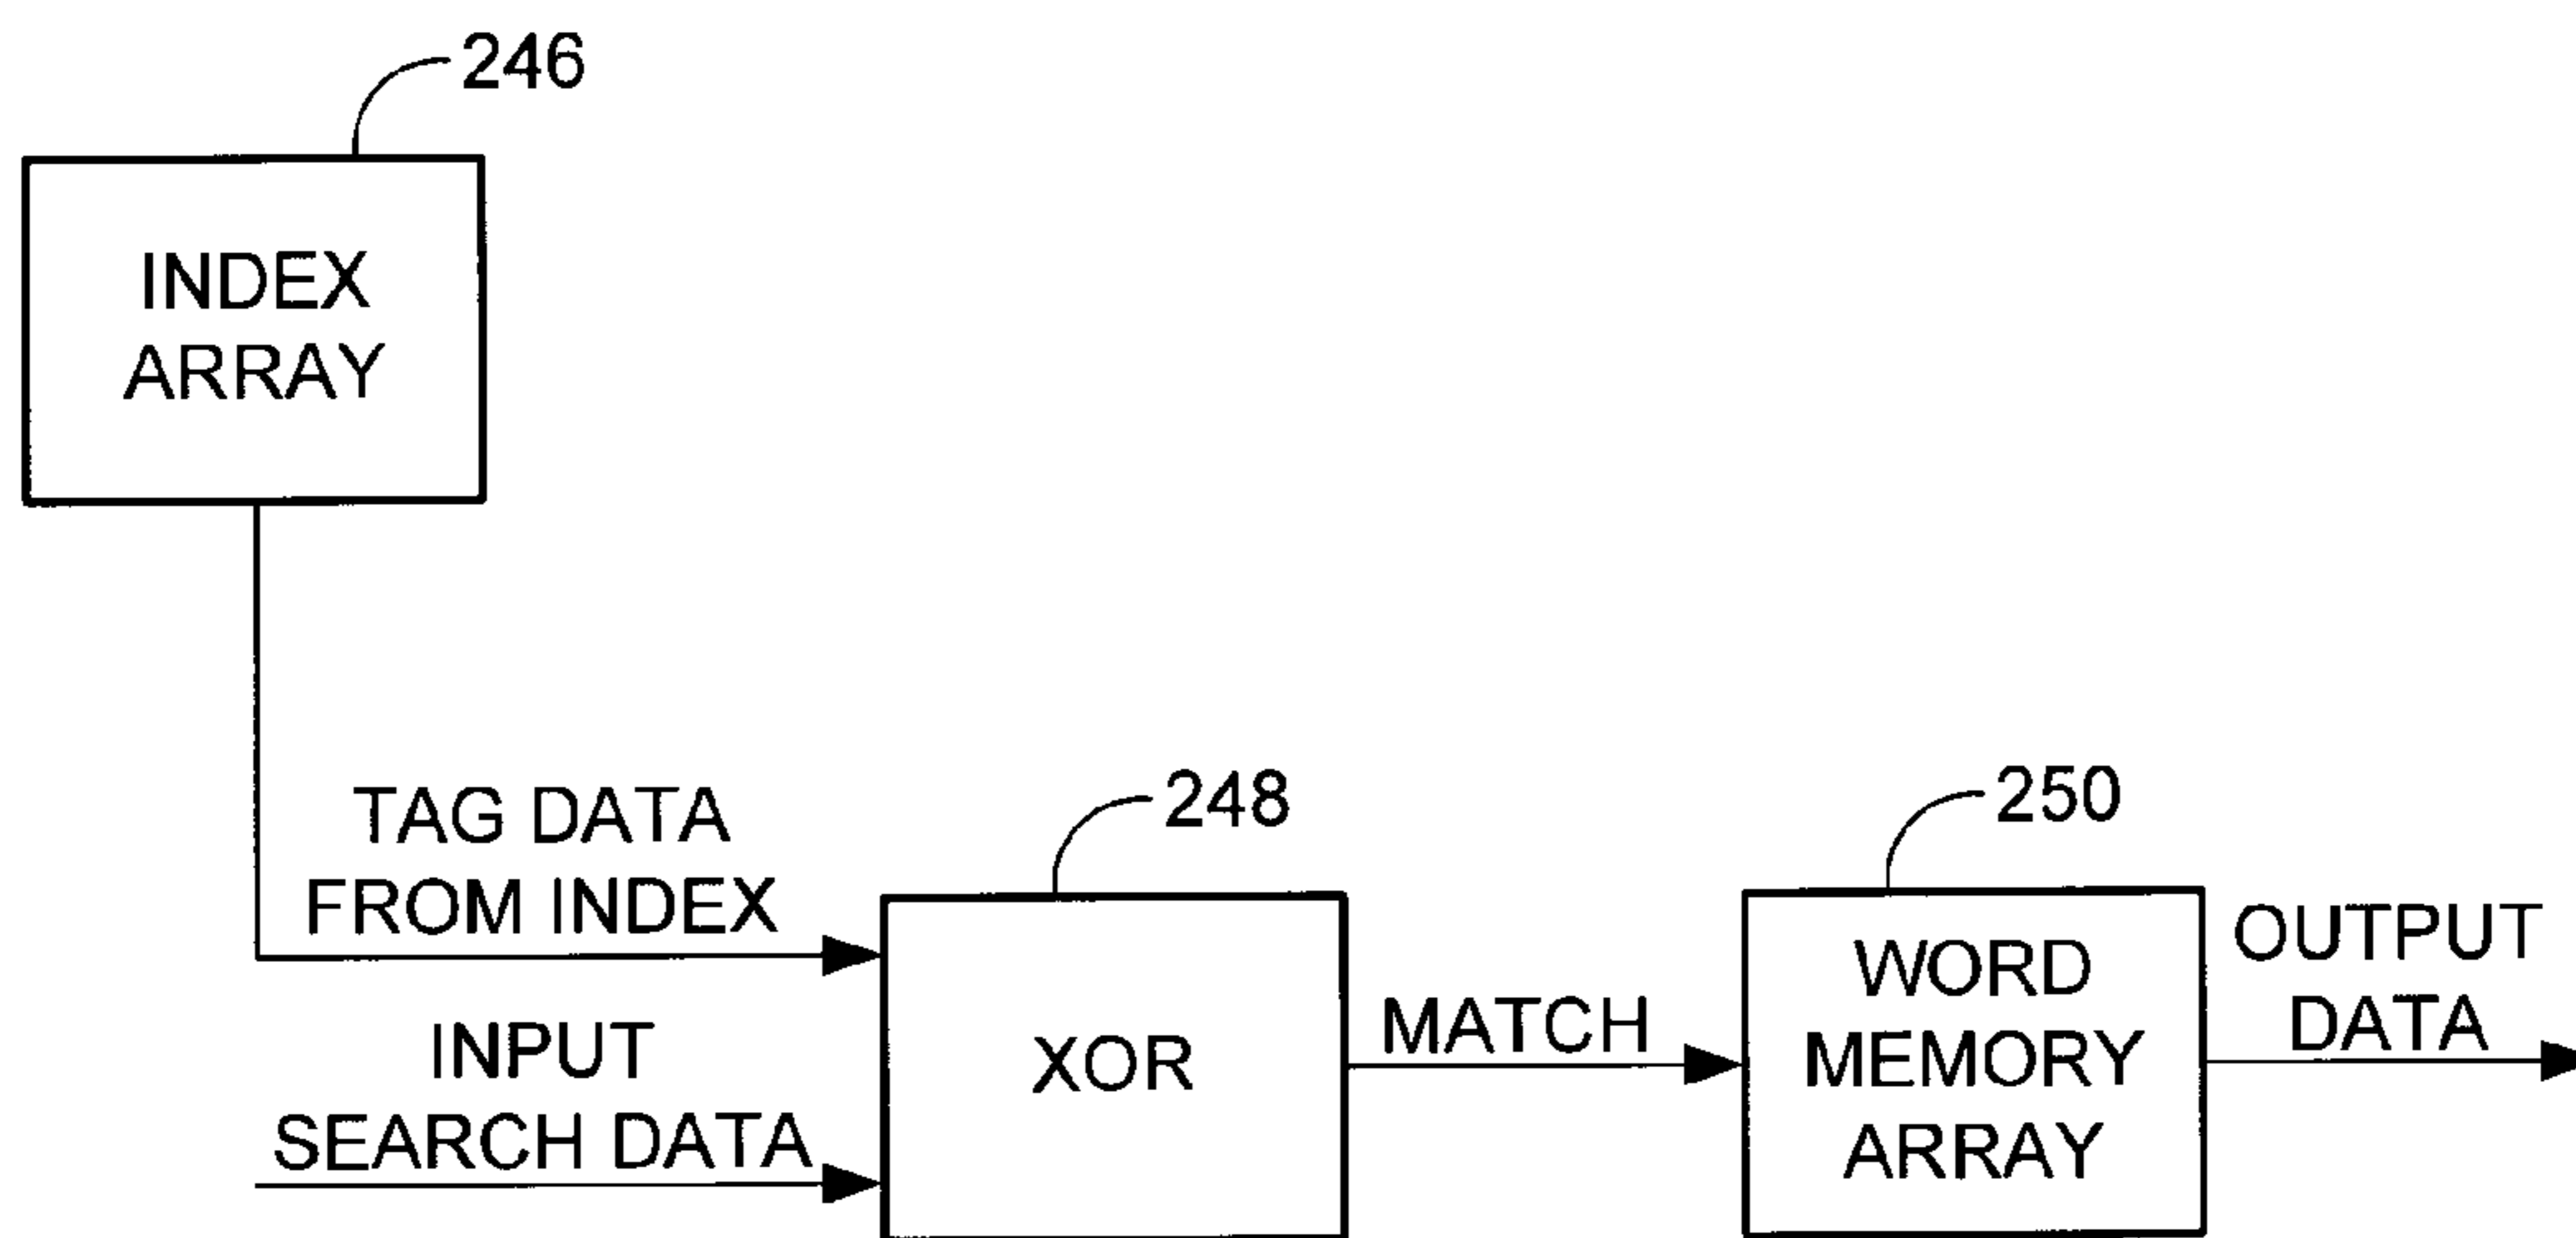 246
INDEX
ARRAY
TAG DATA
FROM INDEX
INPUT
SEARCH DATA
248
XOR
MATCH
250
WORD
MEMORY
ARRAY
OUTPUT
DATA